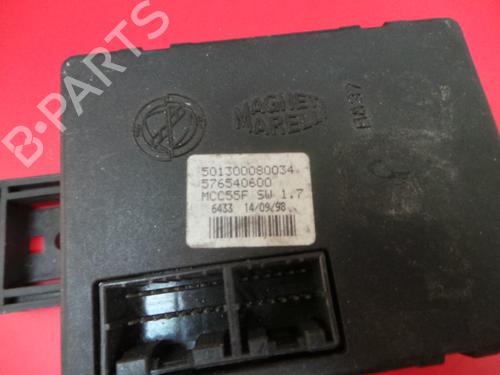 MAGNETI
MARELLI
501300080034
576540600
MCC55F SW 1.7
6433 14/09/98
B-PARTS